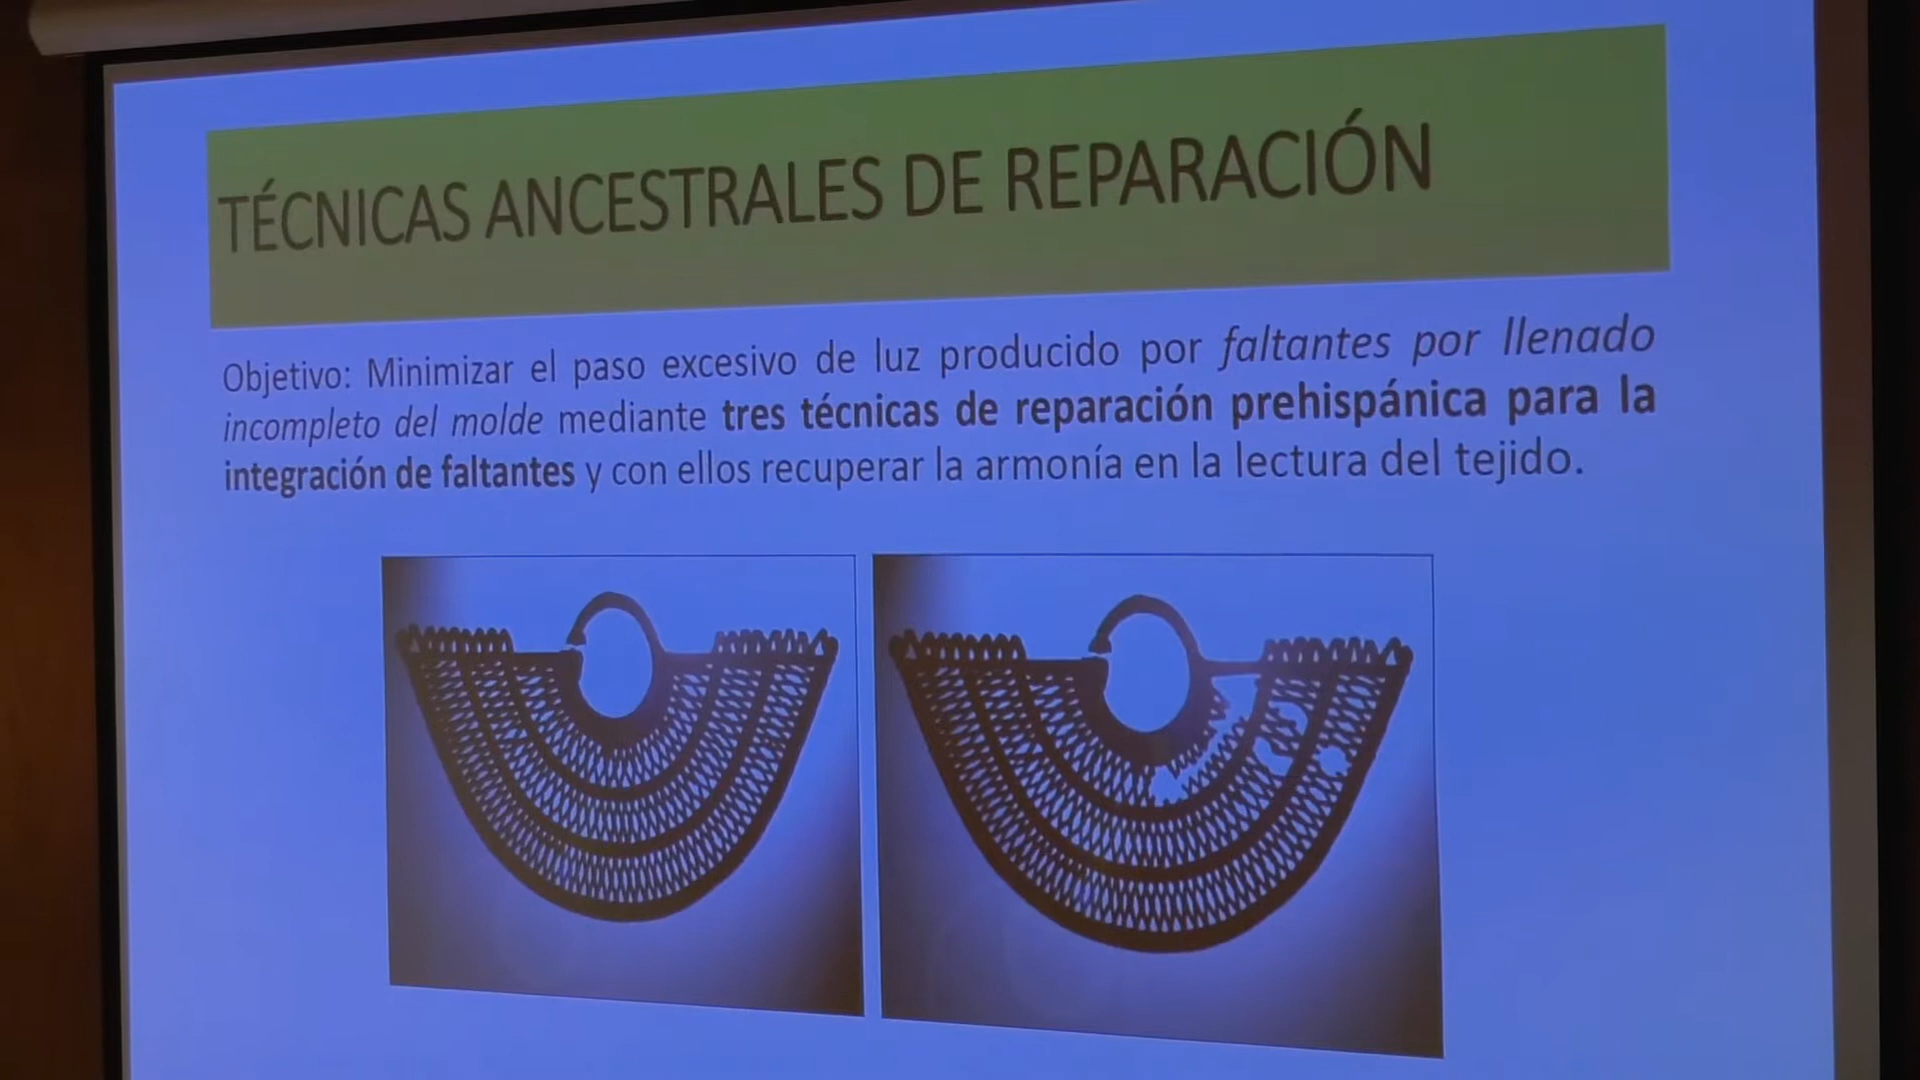 TÉCNICAS ANCESTRALES DE REPARACIÓN
Objetivo: Minimizar el paso excesivo de luz producido por faltantes por llenado
incompleto del molde mediante tres técnicas de reparación prehispánica para la
integración de faltantes y con ellos recuperar la armonía en la lectura del tejido.